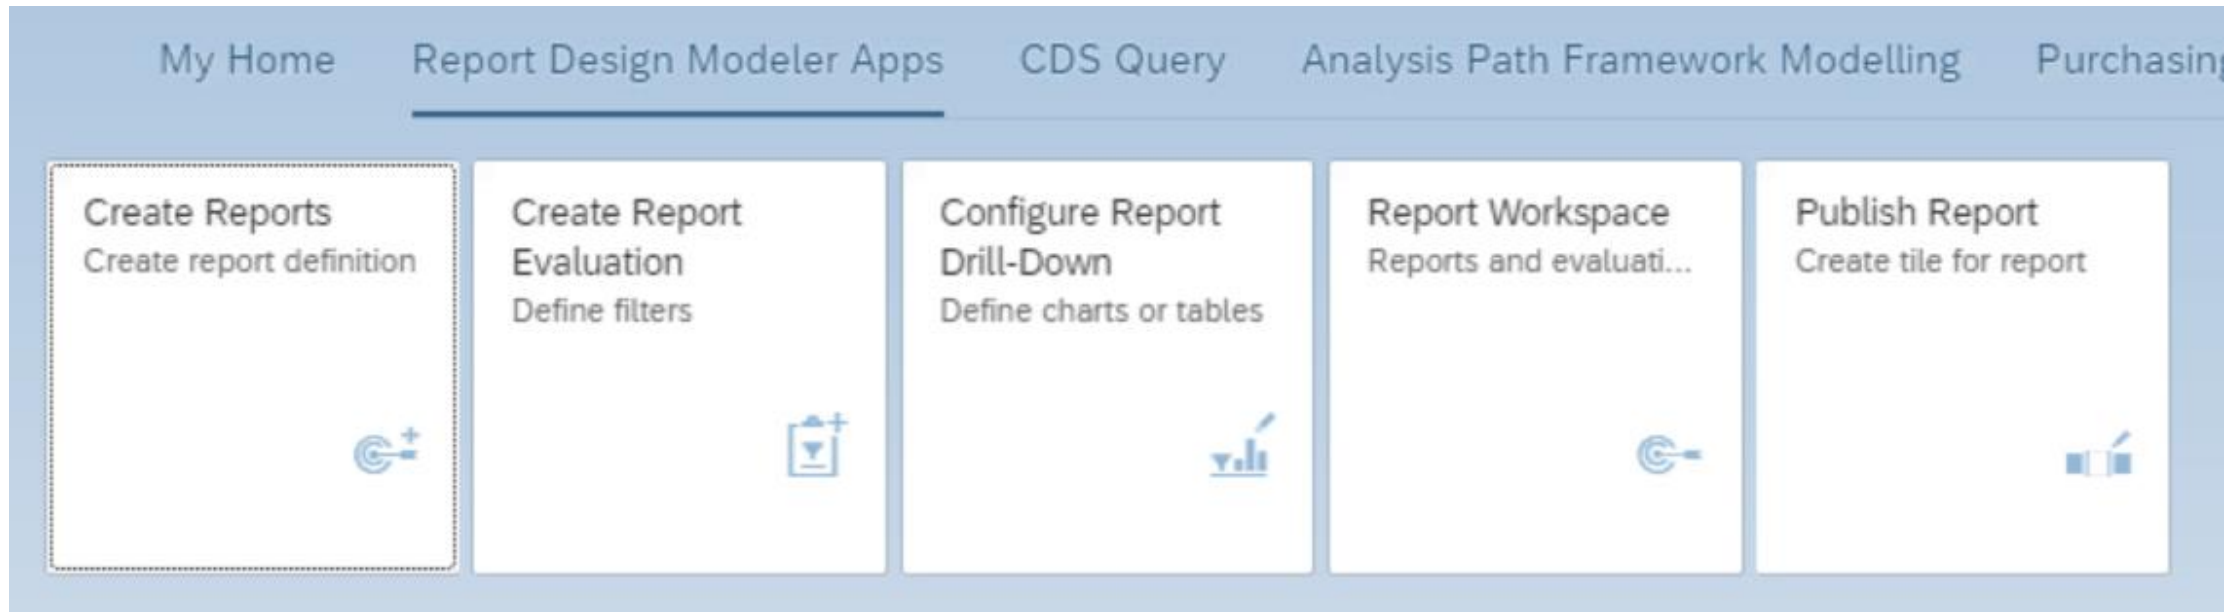 My Home Report Design Modeler Apps CDS Query Analysis Path Framework Modelling Purchasing
Create Reports
Create report definition
Create Report
Evaluation
Define filters
Configure Report
Drill-Down
Define charts or tables
Report Workspace
Reports and evaluati...
Publish Report
Create tile for report